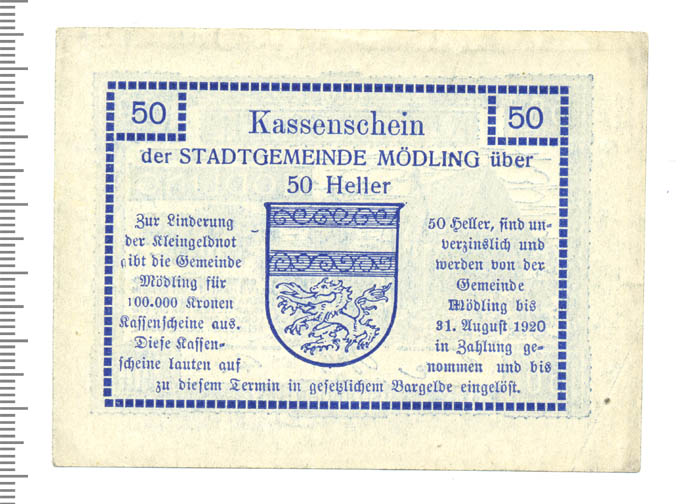 50
50
Kassenschein
der STADTGEMEINDE MÖDLING über
50 Heller
Zur Linderung
der Kleingeldnot
gibt die Gemeinde
Mödling für
100.000 Kronen
Kassenscheine aus.
Diese Kassen-
scheine lauten auf
50 Heller, sind un-
verzinslich und
werden von der
Gemeinde
Mödling bis
31. August 1920
in Zahlung ge-
nommen und bis
zu diesem Termin in gesetzlichem Bargelde eingelöst.